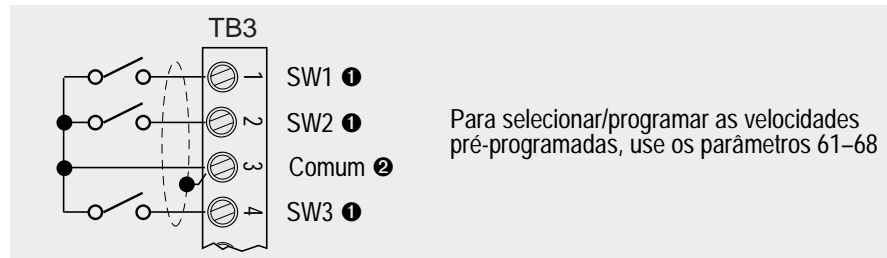 TB3
1 SW1 ❶
2 SW2 ❶
3 Comum ❷
4 SW3 ❶
Para selecionar/programar as velocidades
pré-programadas, use os parâmetros 61–68